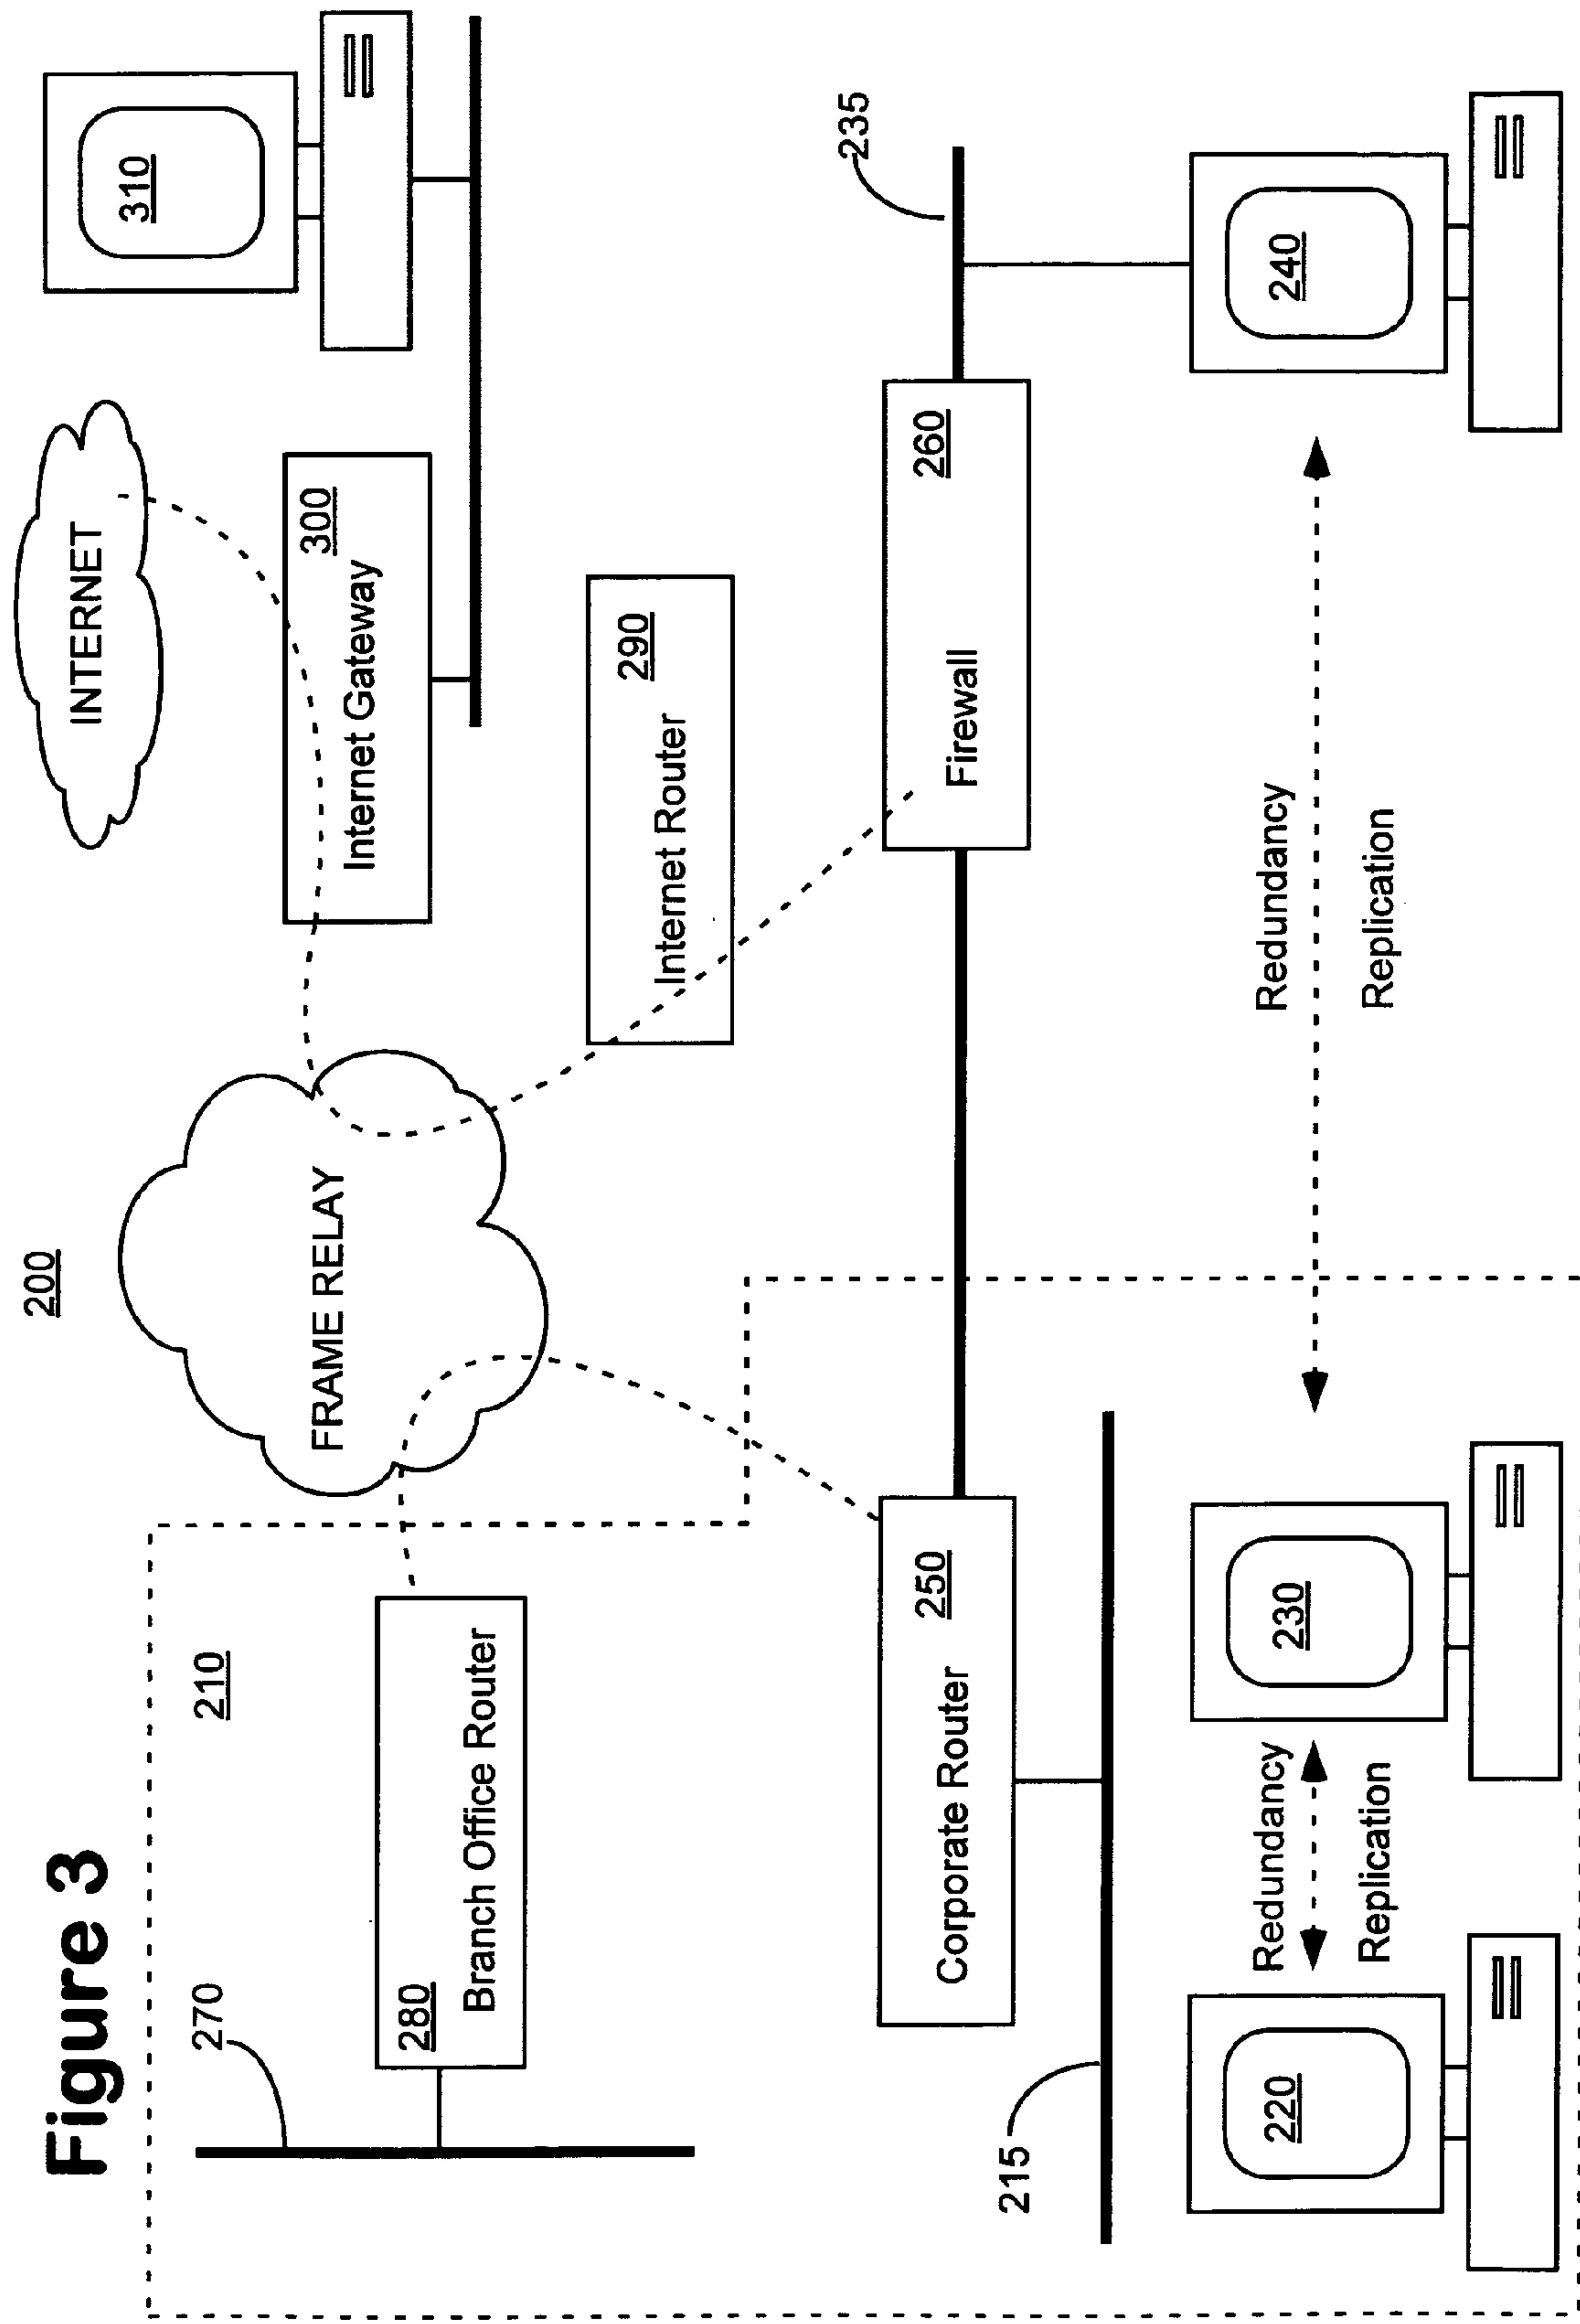 Figure 3
200
210
270
280
Branch Office Router
FRAME RELAY
INTERNET
300
Internet Gateway
310
290
Internet Router
250
Corporate Router
260
Firewall
235
215
220
Redundancy
Replication
230
Redundancy
Replication
240